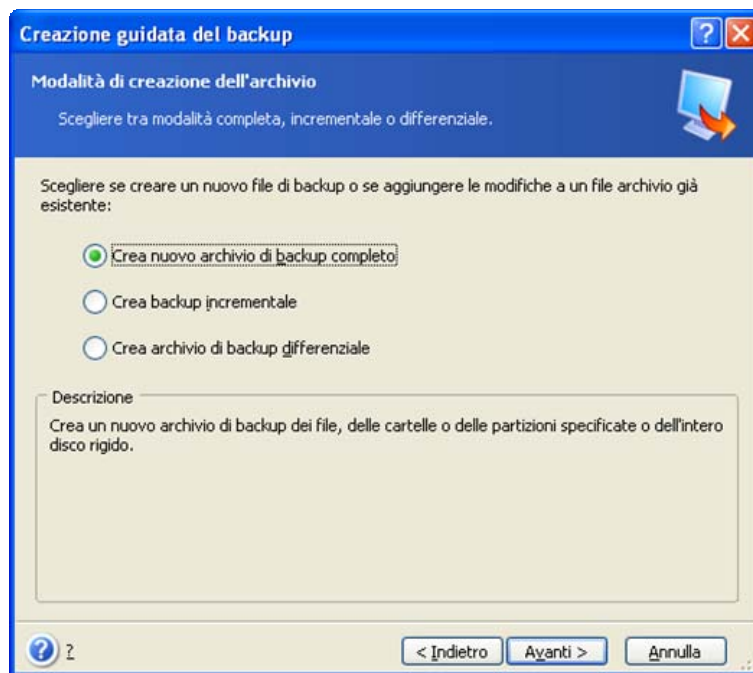 Creazione guidata del backup
Modalità di creazione dell'archivio
Scegliere tra modalità completa, incrementale o differenziale.
Scegliere se creare un nuovo file di backup o se aggiungere le modifiche a un file archivio già
esistente:
Crea nuovo archivio di backup completo
Crea backup incrementale
Crea archivio di backup differenziale
Descrizione
Crea un nuovo archivio di backup dei file, delle cartelle o delle partizioni specificate o dell'intero
disco rigido.
?
< Indietro
Avanti >
Annulla